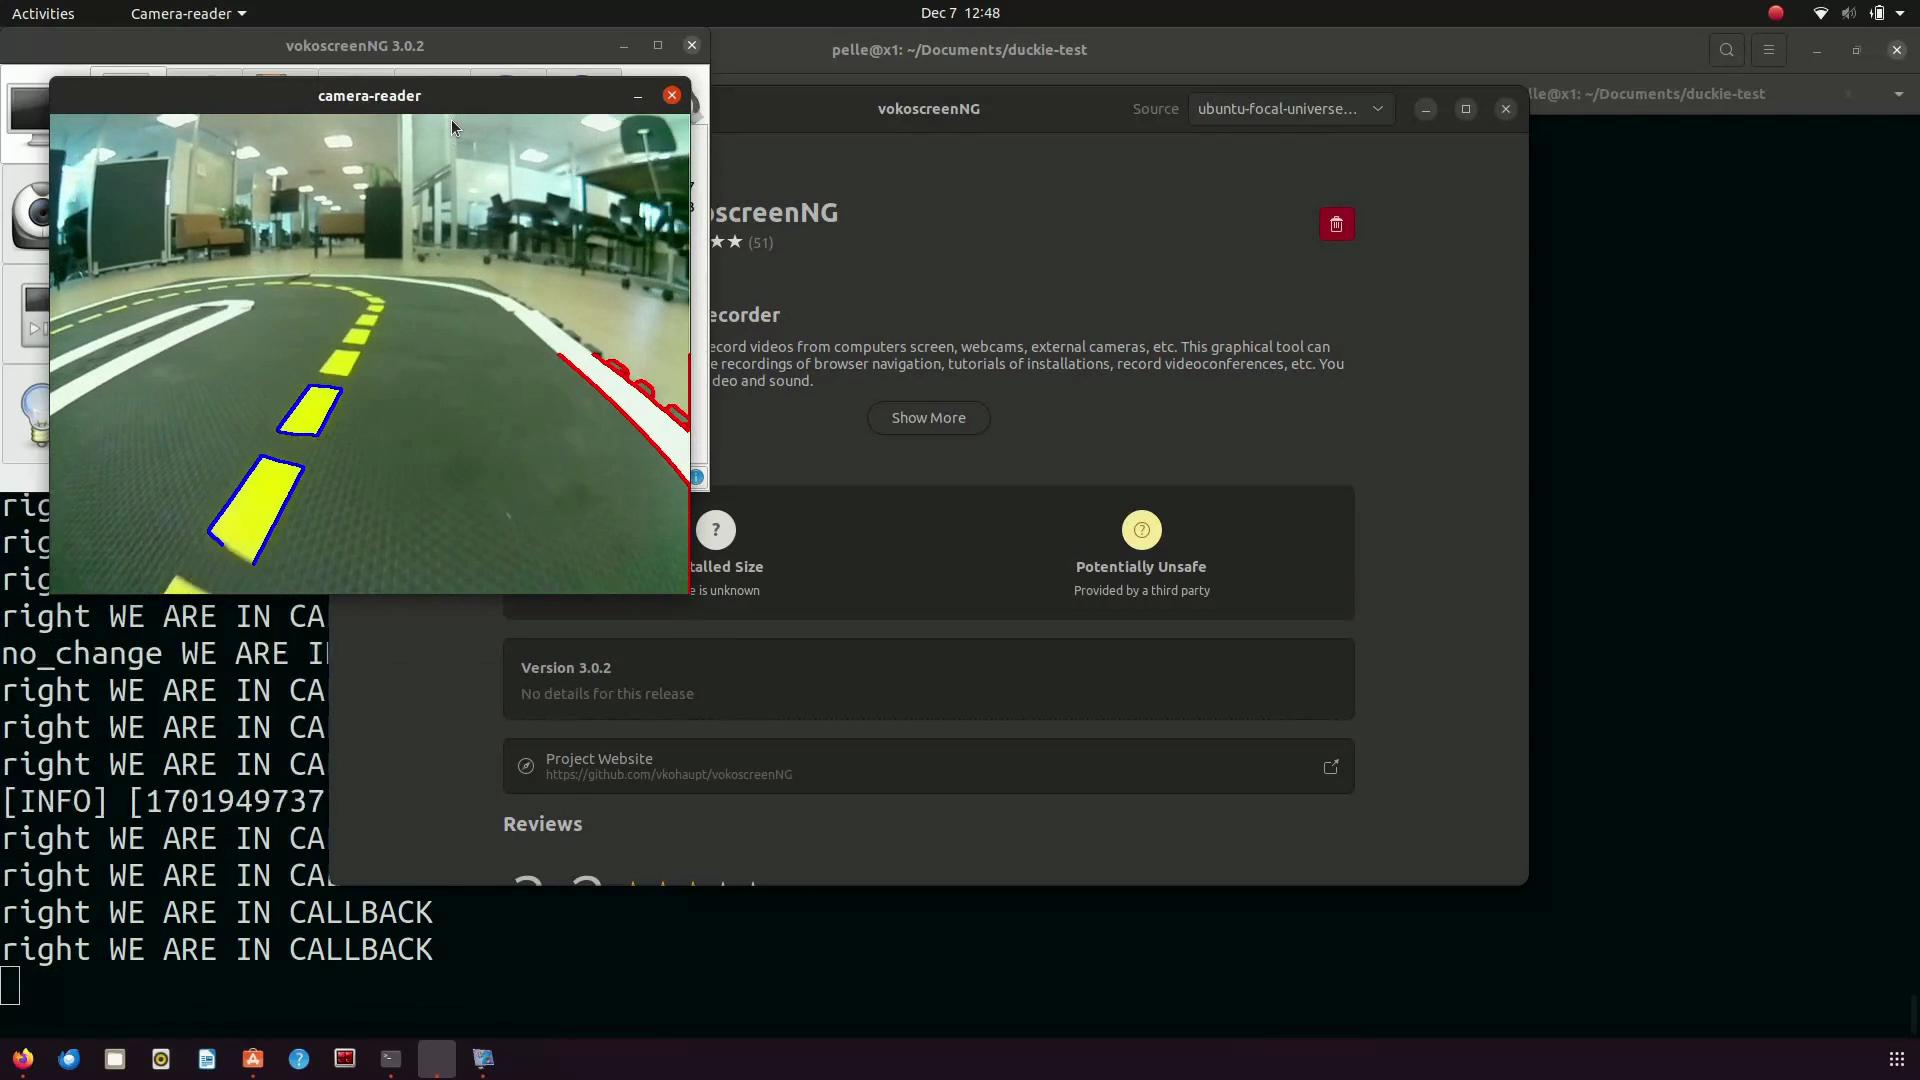 Activities
Camera-reader
Dec 7 12:48
vokoscreenNG 3.0.2
pelle@x1: ~/Documents/duckie-test
camera-reader
vokoscreenNG
Source
ubuntu-focal-universe...
lle@x1: ~/Documents/duckie-test
oscreenNG
(51)
ecorder
ecord videos from computers screen, webcams, external cameras, etc. This graphical tool can
e recordings of browser navigation, tutorials of installations, record videoconferences, etc. You
deo and sound.
Show More
?
talled Size
e is unknown
Potentially Unsafe
Provided by a third party
Version 3.0.2
No details for this release
Project Website
https://github.com/vkohaupt/vokoscreenNG
Reviews
rig
rig
rig
right WE ARE IN CA
no_change WE ARE I
right WE ARE IN CA
right WE ARE IN CA
right WE ARE IN CA
[INFO] [1701949737
right WE ARE IN CA
right WE ARE IN CA
right WE ARE IN CALLBACK
right WE ARE IN CALLBACK